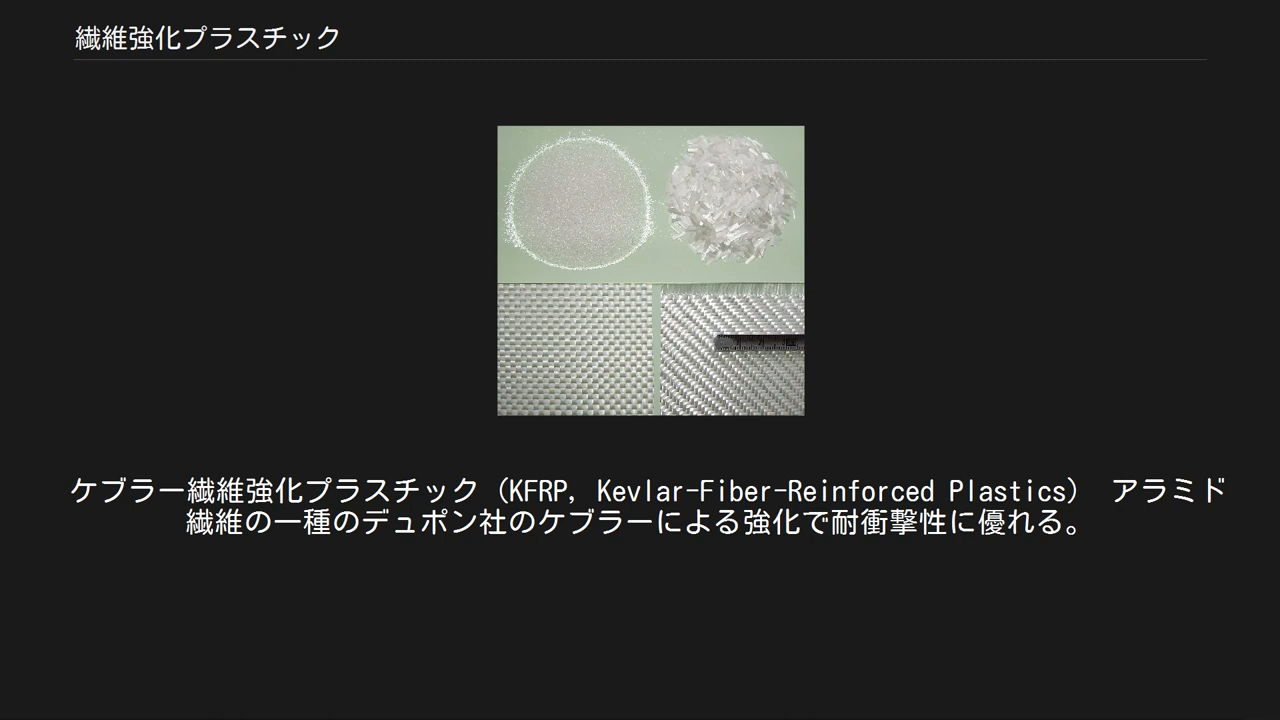 繊維強化プラスチック
ケブラー繊維強化プラスチック（KFRP, Kevlar-Fiber-Reinforced Plastics） アラミド
繊維の一種のデュポン社のケブラーによる強化で耐衝撃性に優れる。